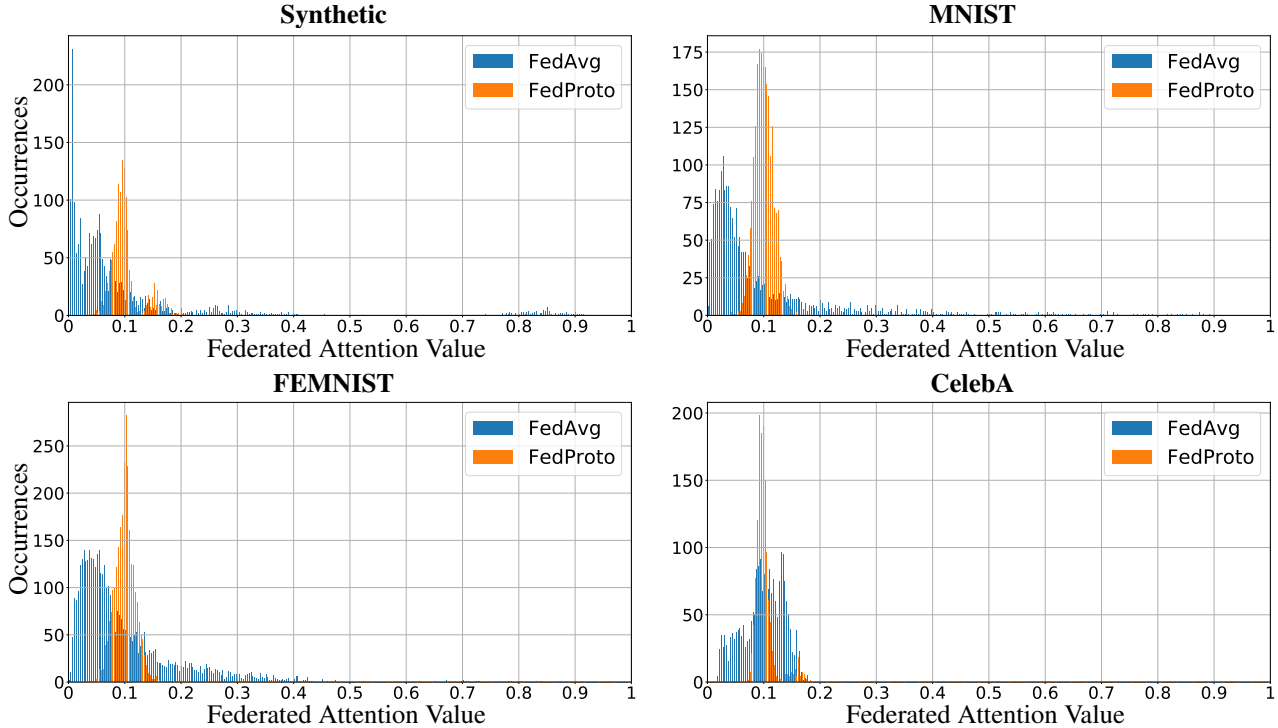 Synthetic
Occurrences
200
150
100
50
0
FedAvg
FedProto
0 0.1 0.2 0.3 0.4 0.5 0.6 0.7 0.8 0.9 1
Federated Attention Value
MNIST
175
150
125
100
75
50
25
0
FedAvg
FedProto
0 0.1 0.2 0.3 0.4 0.5 0.6 0.7 0.8 0.9 1
Federated Attention Value
FEMNIST
Occurrences
250
200
150
100
50
0
FedAvg
FedProto
0 0.1 0.2 0.3 0.4 0.5 0.6 0.7 0.8 0.9 1
Federated Attention Value
CelebA
200
150
100
50
0
FedAvg
FedProto
0 0.1 0.2 0.3 0.4 0.5 0.6 0.7 0.8 0.9 1
Federated Attention Value